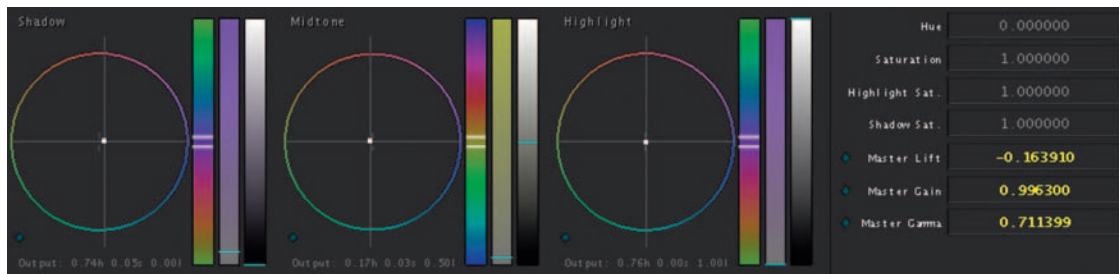 Shadow
Midtone
Highlight
Output: 0.74h 0.05s 0.00l
Output: 0.17h 0.03s 0.50l
Output: 0.76h 0.00s 1.00l
Hue 0.000000
Saturation 1.000000
Highlight Sat. 1.000000
Shadow Sat. 1.000000
Master Lift -0.163910
Master Gain 0.996300
Master Gamma 0.711399